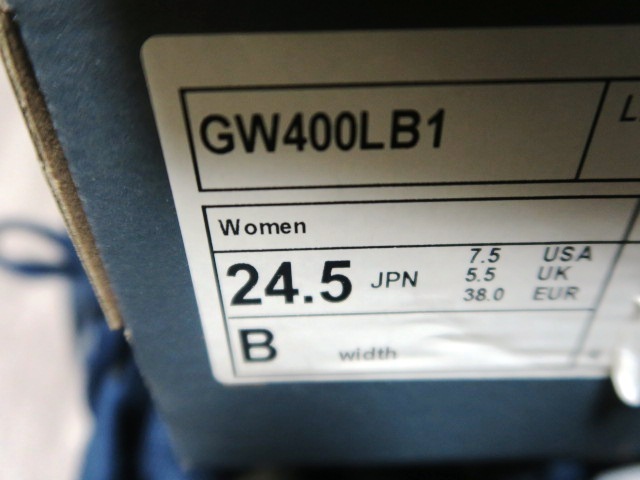 GW400LB1
L
Women
24.5 JPN 7.5 USA
5.5 UK
38.0 EUR
B width